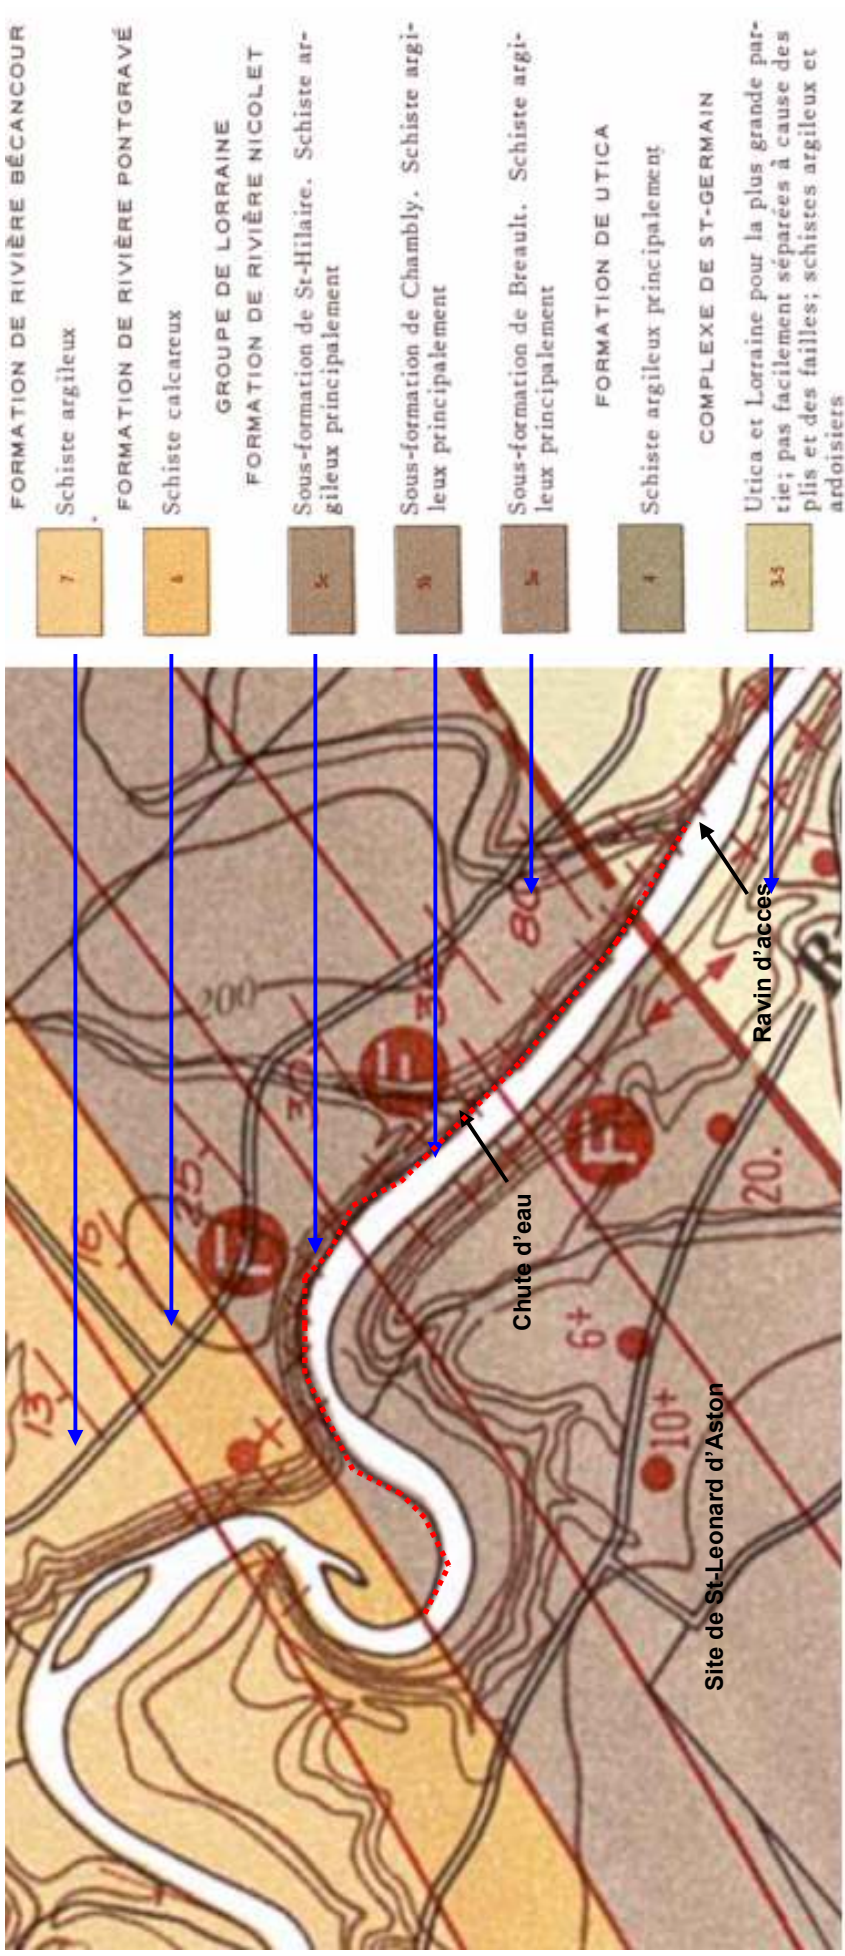 FORMATION DE RIVIÈRE BÉCANCOUR
7
Schiste argileux
FORMATION DE RIVIÈRE PONTGRAVÉ
6
Schiste calcareux
GROUPE DE LORRAINE
FORMATION DE RIVIÈRE NICOLET
5c
Sous-formation de St-Hilaire. Schiste ar-
gileux principalement
5b
Sous-formation de Chambly. Schiste argi-
leux principalement
5a
Sous-formation de Breault. Schiste argi-
leux principalement
FORMATION DE UTICA
4
Schiste argileux principalement
COMPLEXE DE ST-GERMAIN
3-5
Utica et Lorraine pour la plus grande par-
tie; pas facilement séparées à cause des
plis et des failles; schistes argileux et
ardoisiers
13
16
25
200
80
F
F
F
20.
6+
10+
R
Ravin d'acces
Chute d'eau
Site de St-Leonard d'Aston